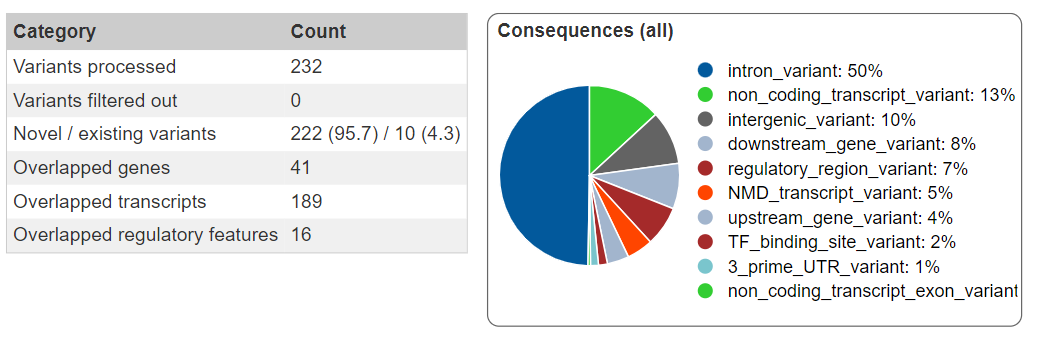 Category Count
Variants processed 232
Variants filtered out 0
Novel / existing variants 222 (95.7) / 10 (4.3)
Overlapped genes 41
Overlapped transcripts 189
Overlapped regulatory features 16
Consequences (all)
intron_variant: 50%
non_coding_transcript_variant: 13%
intergenic_variant: 10%
downstream_gene_variant: 8%
regulatory_region_variant: 7%
NMD_transcript_variant: 5%
upstream_gene_variant: 4%
TF_binding_site_variant: 2%
3_prime_UTR_variant: 1%
non_coding_transcript_exon_variant